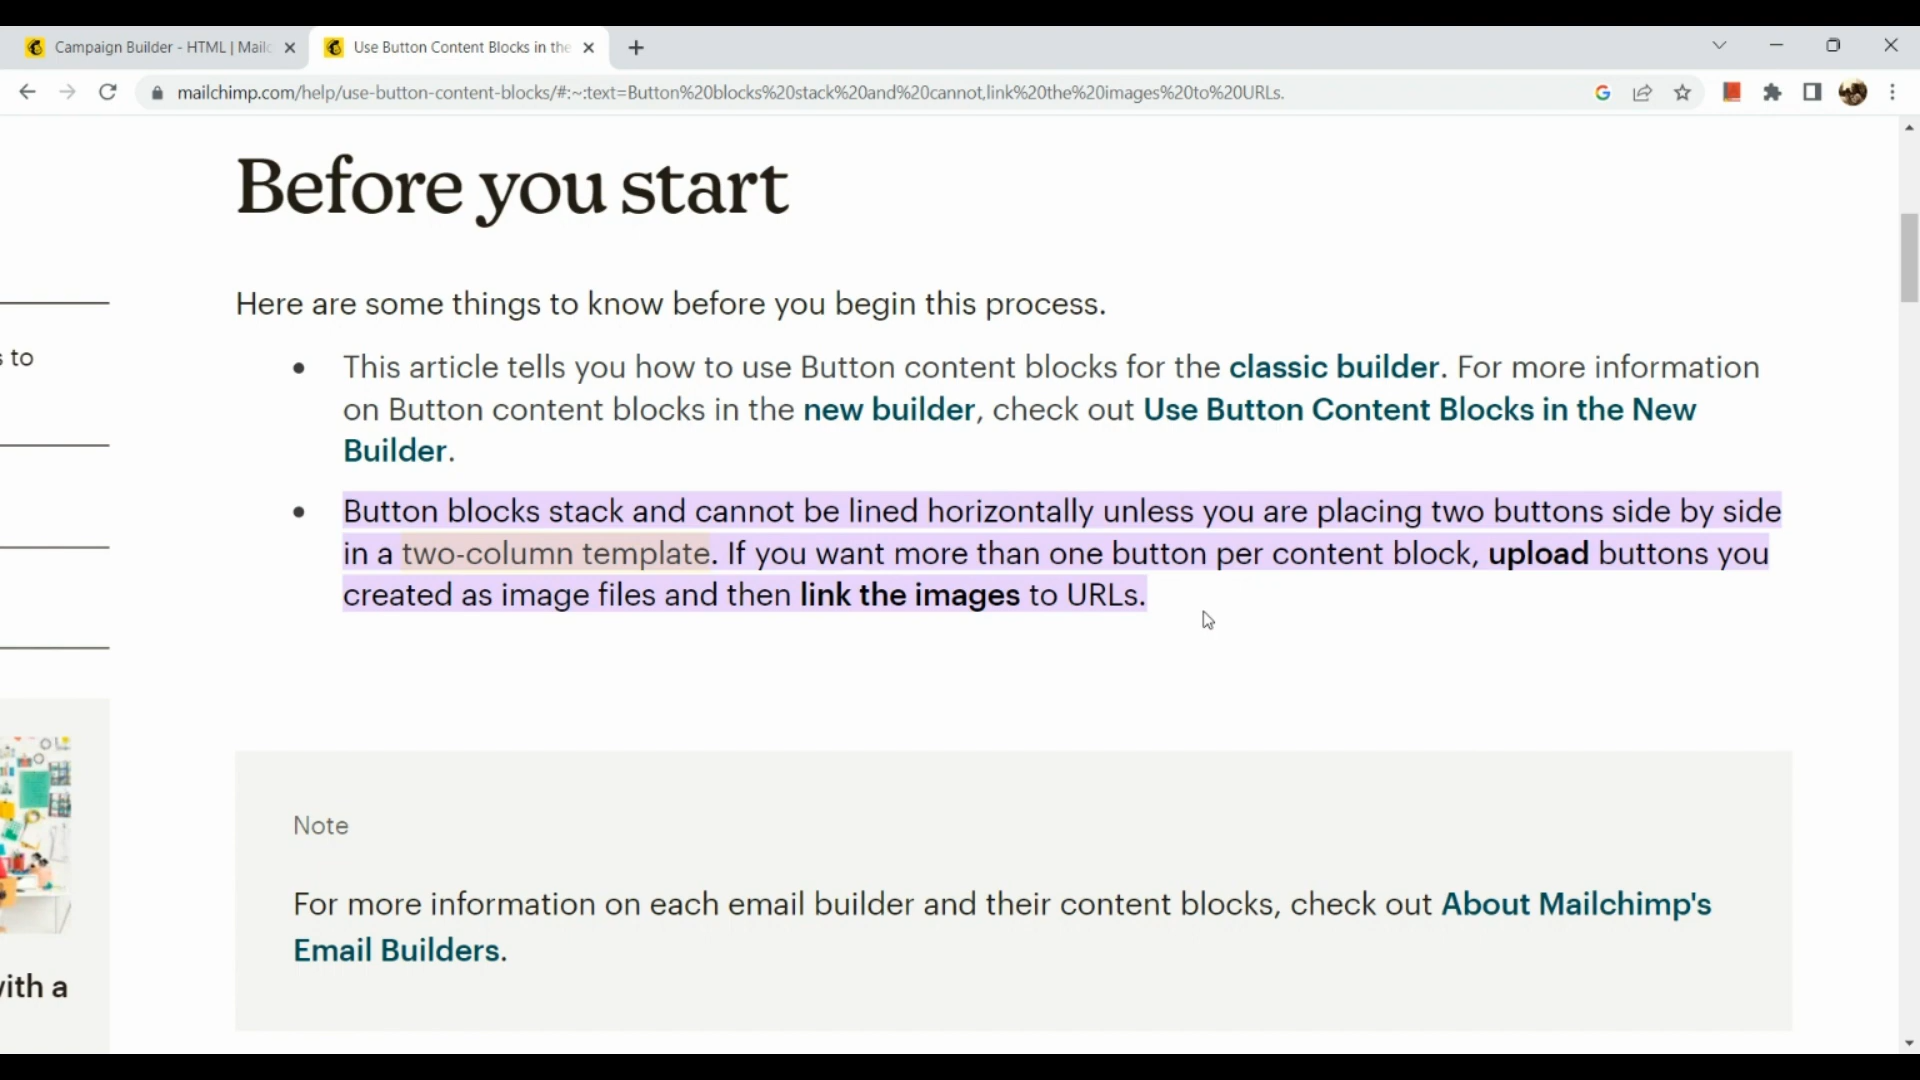 Campaign Builder - HTML | Mailc
Use Button Content Blocks in the
mailchimp.com/help/use-button-content-blocks/#:~:text=Button%20blocks%20stack%20and%20cannot,link%20the%20images%20to%20URLs.
Before you start
Here are some things to know before you begin this process.
s to
• This article tells you how to use Button content blocks for the classic builder. For more information
on Button content blocks in the new builder, check out Use Button Content Blocks in the New
Builder.
• Button blocks stack and cannot be lined horizontally unless you are placing two buttons side by side
in a two-column template. If you want more than one button per content block, upload buttons you
created as image files and then link the images to URLs.
Note
For more information on each email builder and their content blocks, check out About Mailchimp's
Email Builders.
with a